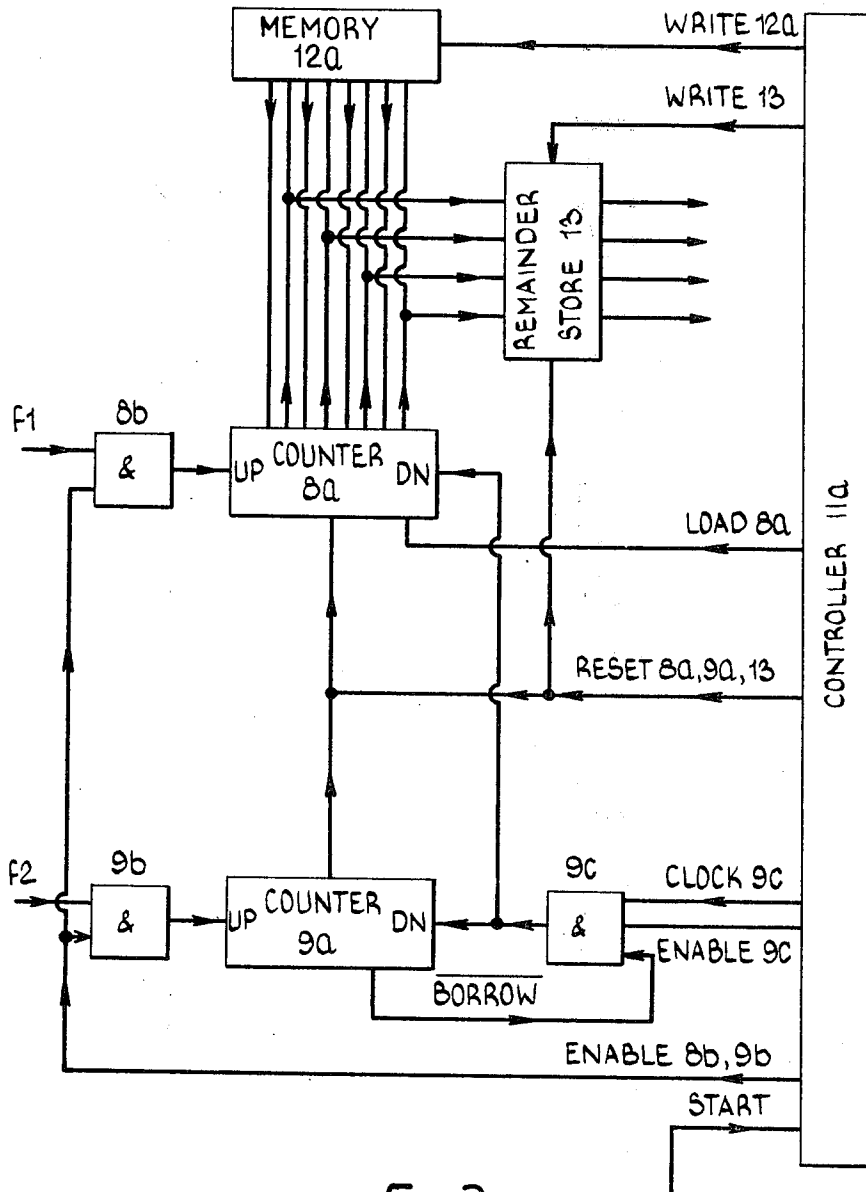 MEMORY
12a
WRITE 12a
WRITE 13
REMAINDER
STORE 13
F1
8b
&
UP COUNTER DN
8a
LOAD 8a
CONTROLLER 11a
RESET 8a, 9a, 13
F2
9b
&
UP COUNTER DN
9a
9c
&
CLOCK 9c
ENABLE 9c
BORROW
ENABLE 8b, 9b
START